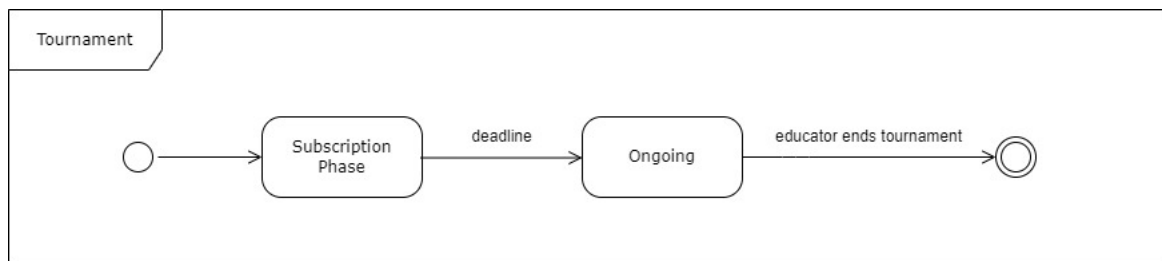 Tournament
Subscription
Phase
deadline
Ongoing
educator ends tournament